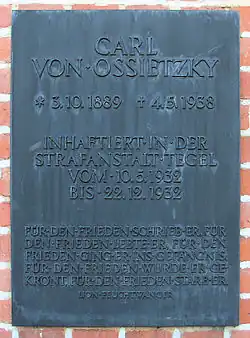 CARL
VON·OSSIETZKY
* 3.10.1889 † 4.5.1938
INHAFTIERT·IN·DER
STRAFANSTALT·TEGEL
VOM·10.5.1932
BIS·22.12.1932
FÜR·DEN·FRIEDEN·SCHRIEB·ER, FÜR
DEN·FRIEDEN·LEBTE·ER, FÜR·DEN
FRIEDEN·GING·ER·INS·GEFÄNGNIS,
FÜR·DEN·FRIEDEN·WURDE·ER·GE-
KRÖNT, FÜR·DEN·FRIEDEN·STARB·ER.
LION·FEUCHTWANGER